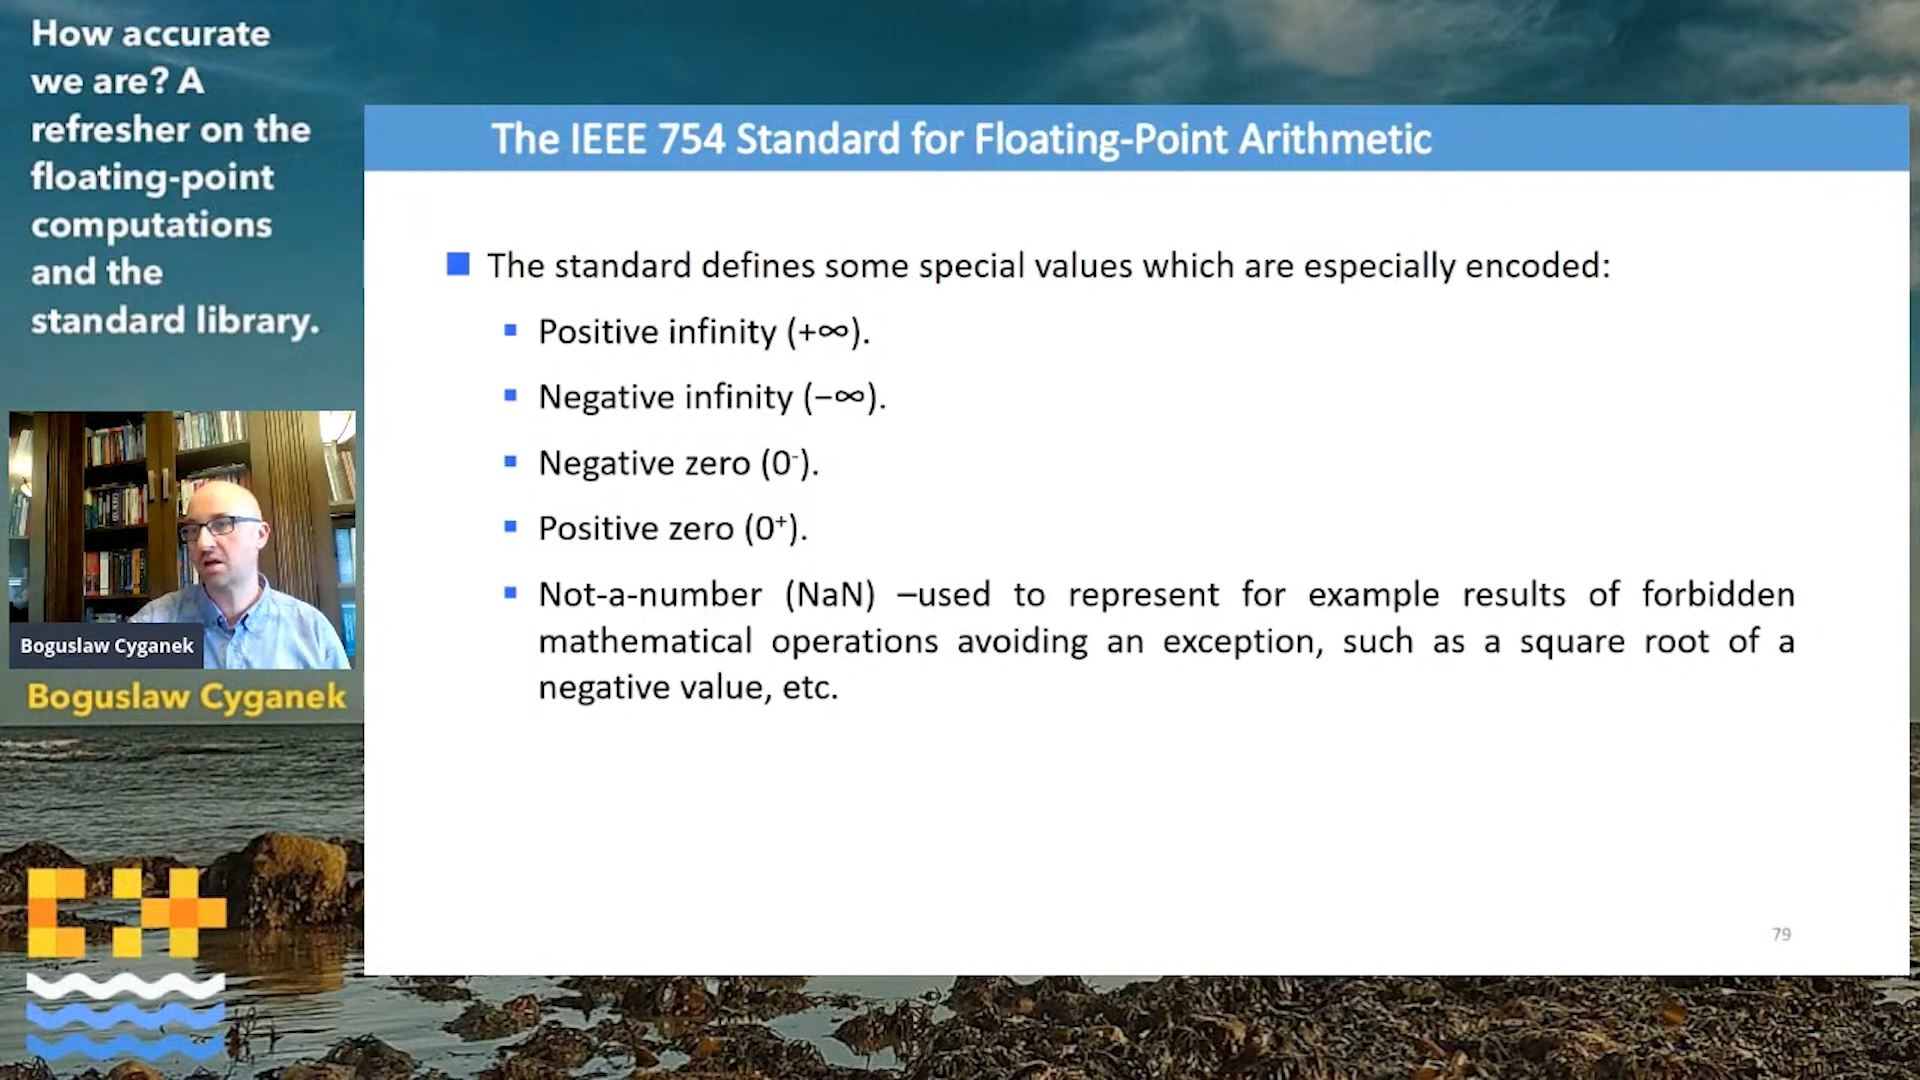 How accurate
we are? A
refresher on the
floating-point
computations
and the
standard library.
Boguslaw Cyganek
Boguslaw Cyganek
The IEEE 754 Standard for Floating-Point Arithmetic
The standard defines some special values which are especially encoded:
Positive infinity (+∞).
Negative infinity (−∞).
Negative zero (0⁻).
Positive zero (0⁺).
Not-a-number (NaN) –used to represent for example results of forbidden
mathematical operations avoiding an exception, such as a square root of a
negative value, etc.
79